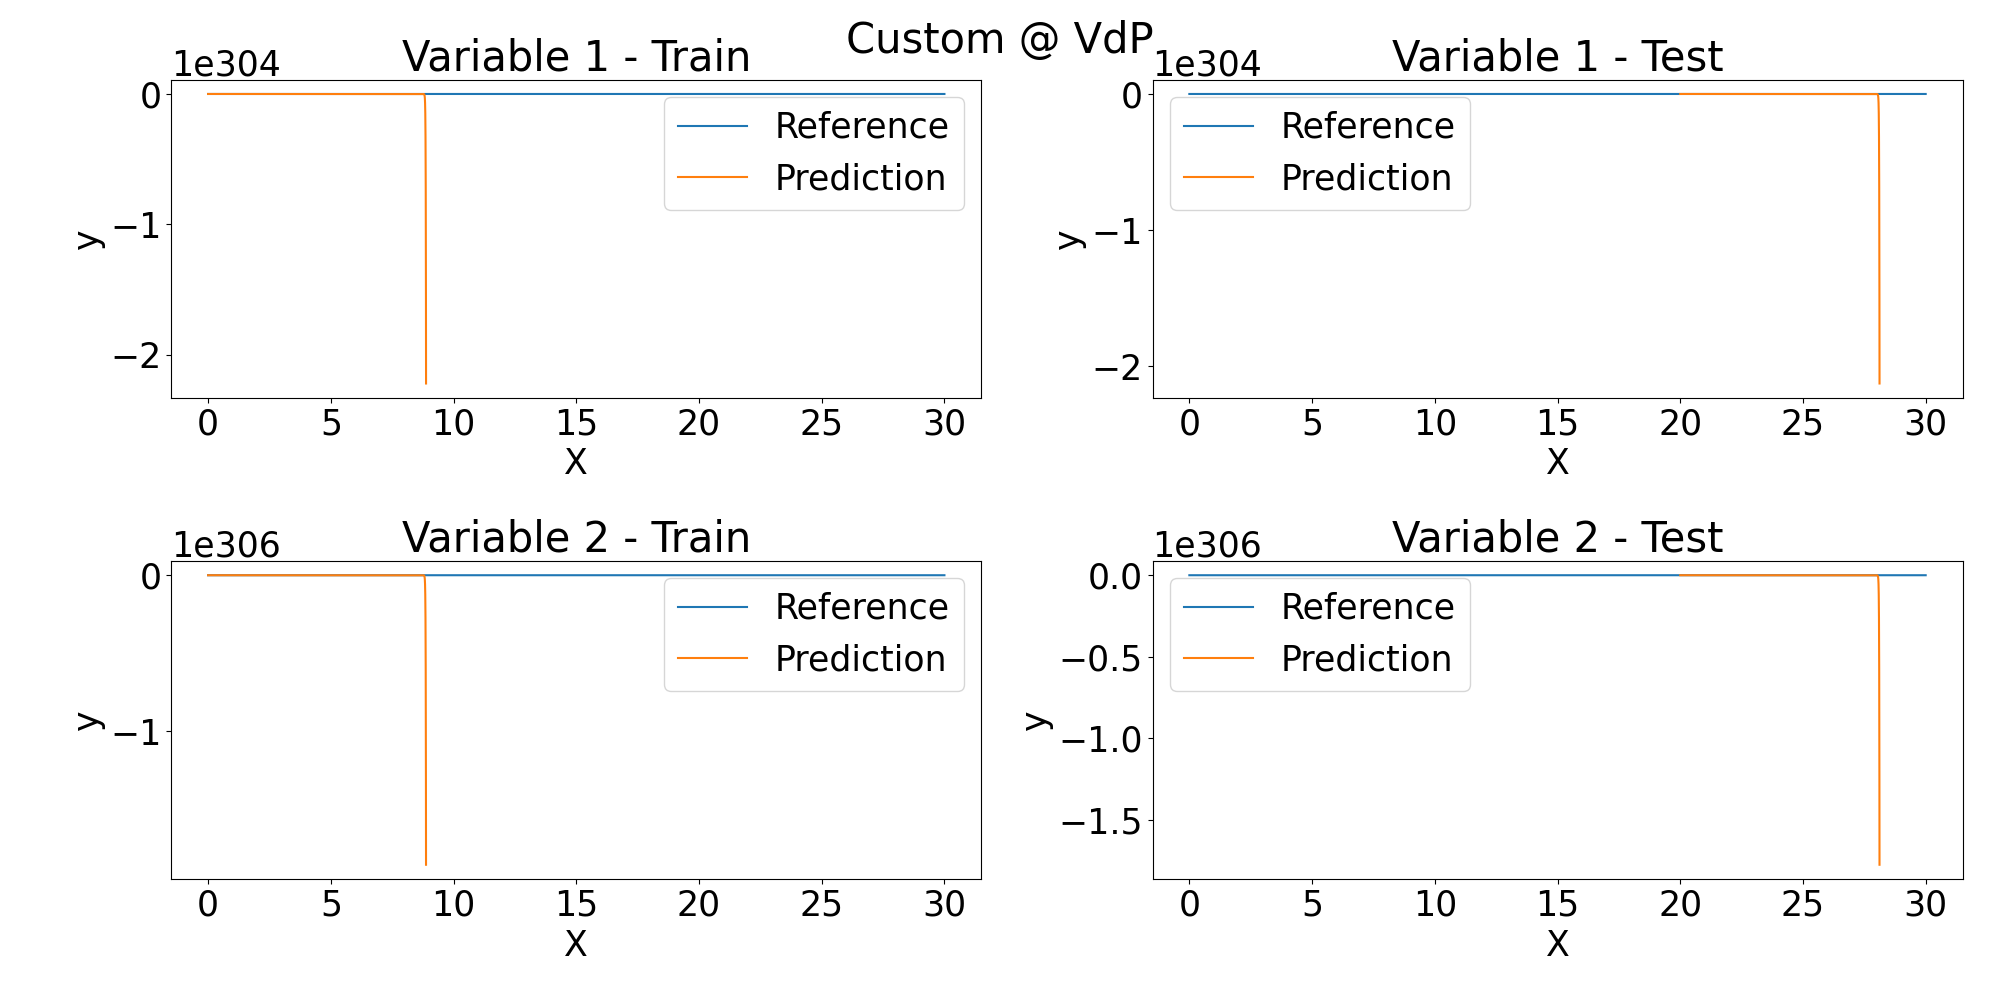 Custom @ VdP
Variable 1 - Train
1e304
0
−1
−2
y
Reference
Prediction
0 5 10 15 20 25 30
X
Variable 1 - Test
1e304
0
−1
−2
y
Reference
Prediction
0 5 10 15 20 25 30
X
Variable 2 - Train
1e306
0
−1
y
Reference
Prediction
0 5 10 15 20 25 30
X
Variable 2 - Test
1e306
0.0
−0.5
−1.0
−1.5
y
Reference
Prediction
0 5 10 15 20 25 30
X